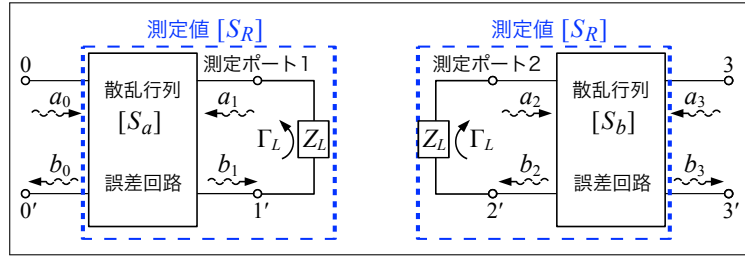 測定値 [S_R]
測定値 [S_R]
0
散乱行列
[S_a]
誤差回路
測定ポート1
a_0
a_1
Γ_L
Z_L
b_0
b_1
0′
1′
測定ポート2
3
散乱行列
[S_b]
誤差回路
a_2
a_3
Z_L
Γ_L
b_2
b_3
2′
3′